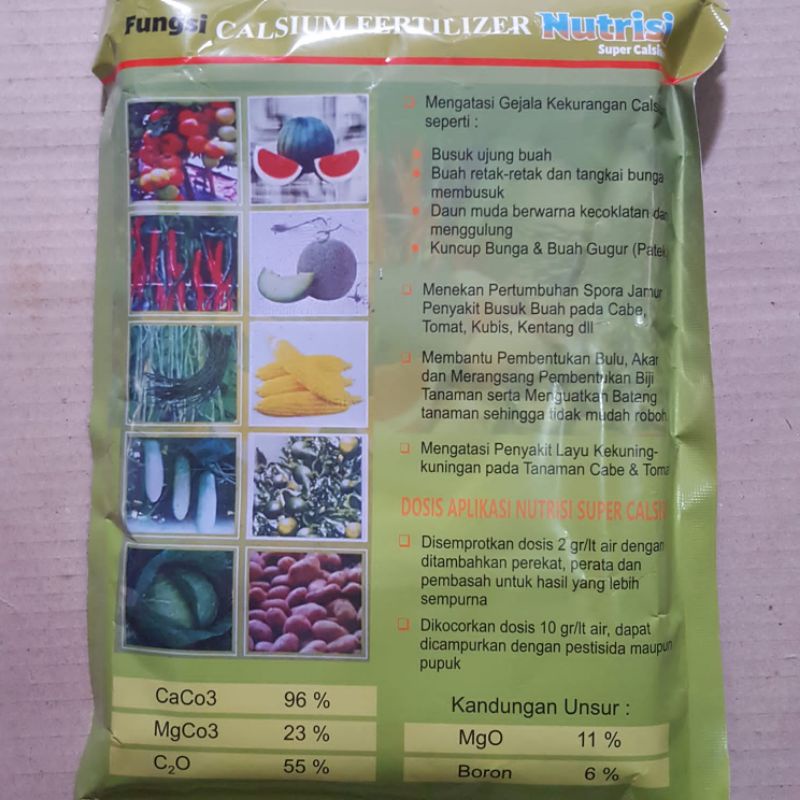 Fungsi CALSIUM FERTILIZER Nutrisi
Super Calsi
Mengatasi Gejala Kekurangan Cals
seperti :
Busuk ujung buah
Buah retak-retak dan tangkai bunga
membusuk
Daun muda berwarna kecoklatan dan
menggulung
Kuncup Bunga & Buah Gugur (Patek
Menekan Pertumbuhan Spora Jamur
Penyakit Busuk Buah pada Cabe,
Tomat, Kubis, Kentang dll
Membantu Pembentukan Bulu, Akar
dan Merangsang Pembentukan Biji
Tanaman serta Menguatkan Batang
tanaman sehingga tidak mudah roboh
Mengatasi Penyakit Layu Kekuning-
kuningan pada Tanaman Cabe & Toma
DOSIS APLIKASI NUTRISI SUPER CALSI
Disemprotkan dosis 2 gr/lt air dengan
ditambahkan perekat, perata dan
pembasah untuk hasil yang lebih
sempurna
Dikocorkan dosis 10 gr/lt air, dapat
dicampurkan dengan pestisida maupun
pupuk
CaCo3 96 %
MgCo3 23 %
C₂O 55 %
Kandungan Unsur :
MgO 11 %
Boron 6 %